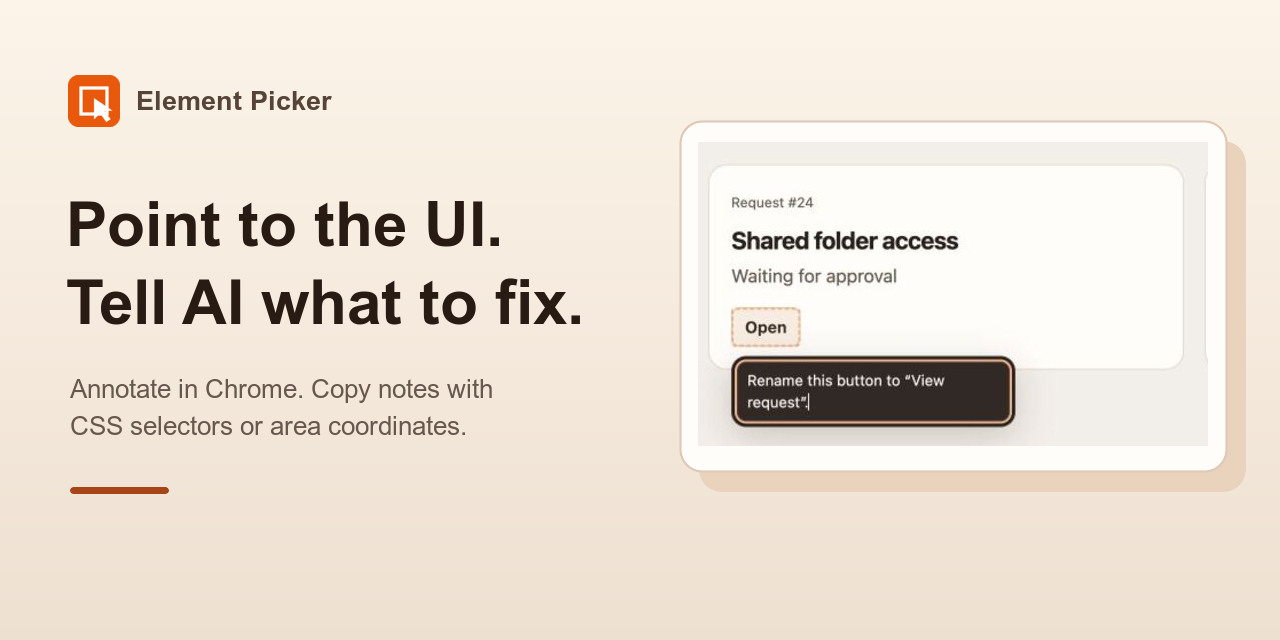 Element Picker
Point to the UI.
Tell AI what to fix.
Annotate in Chrome. Copy notes with
CSS selectors or area coordinates.
Request #24
Shared folder access
Waiting for approval
Open
Rename this button to “View
request”.